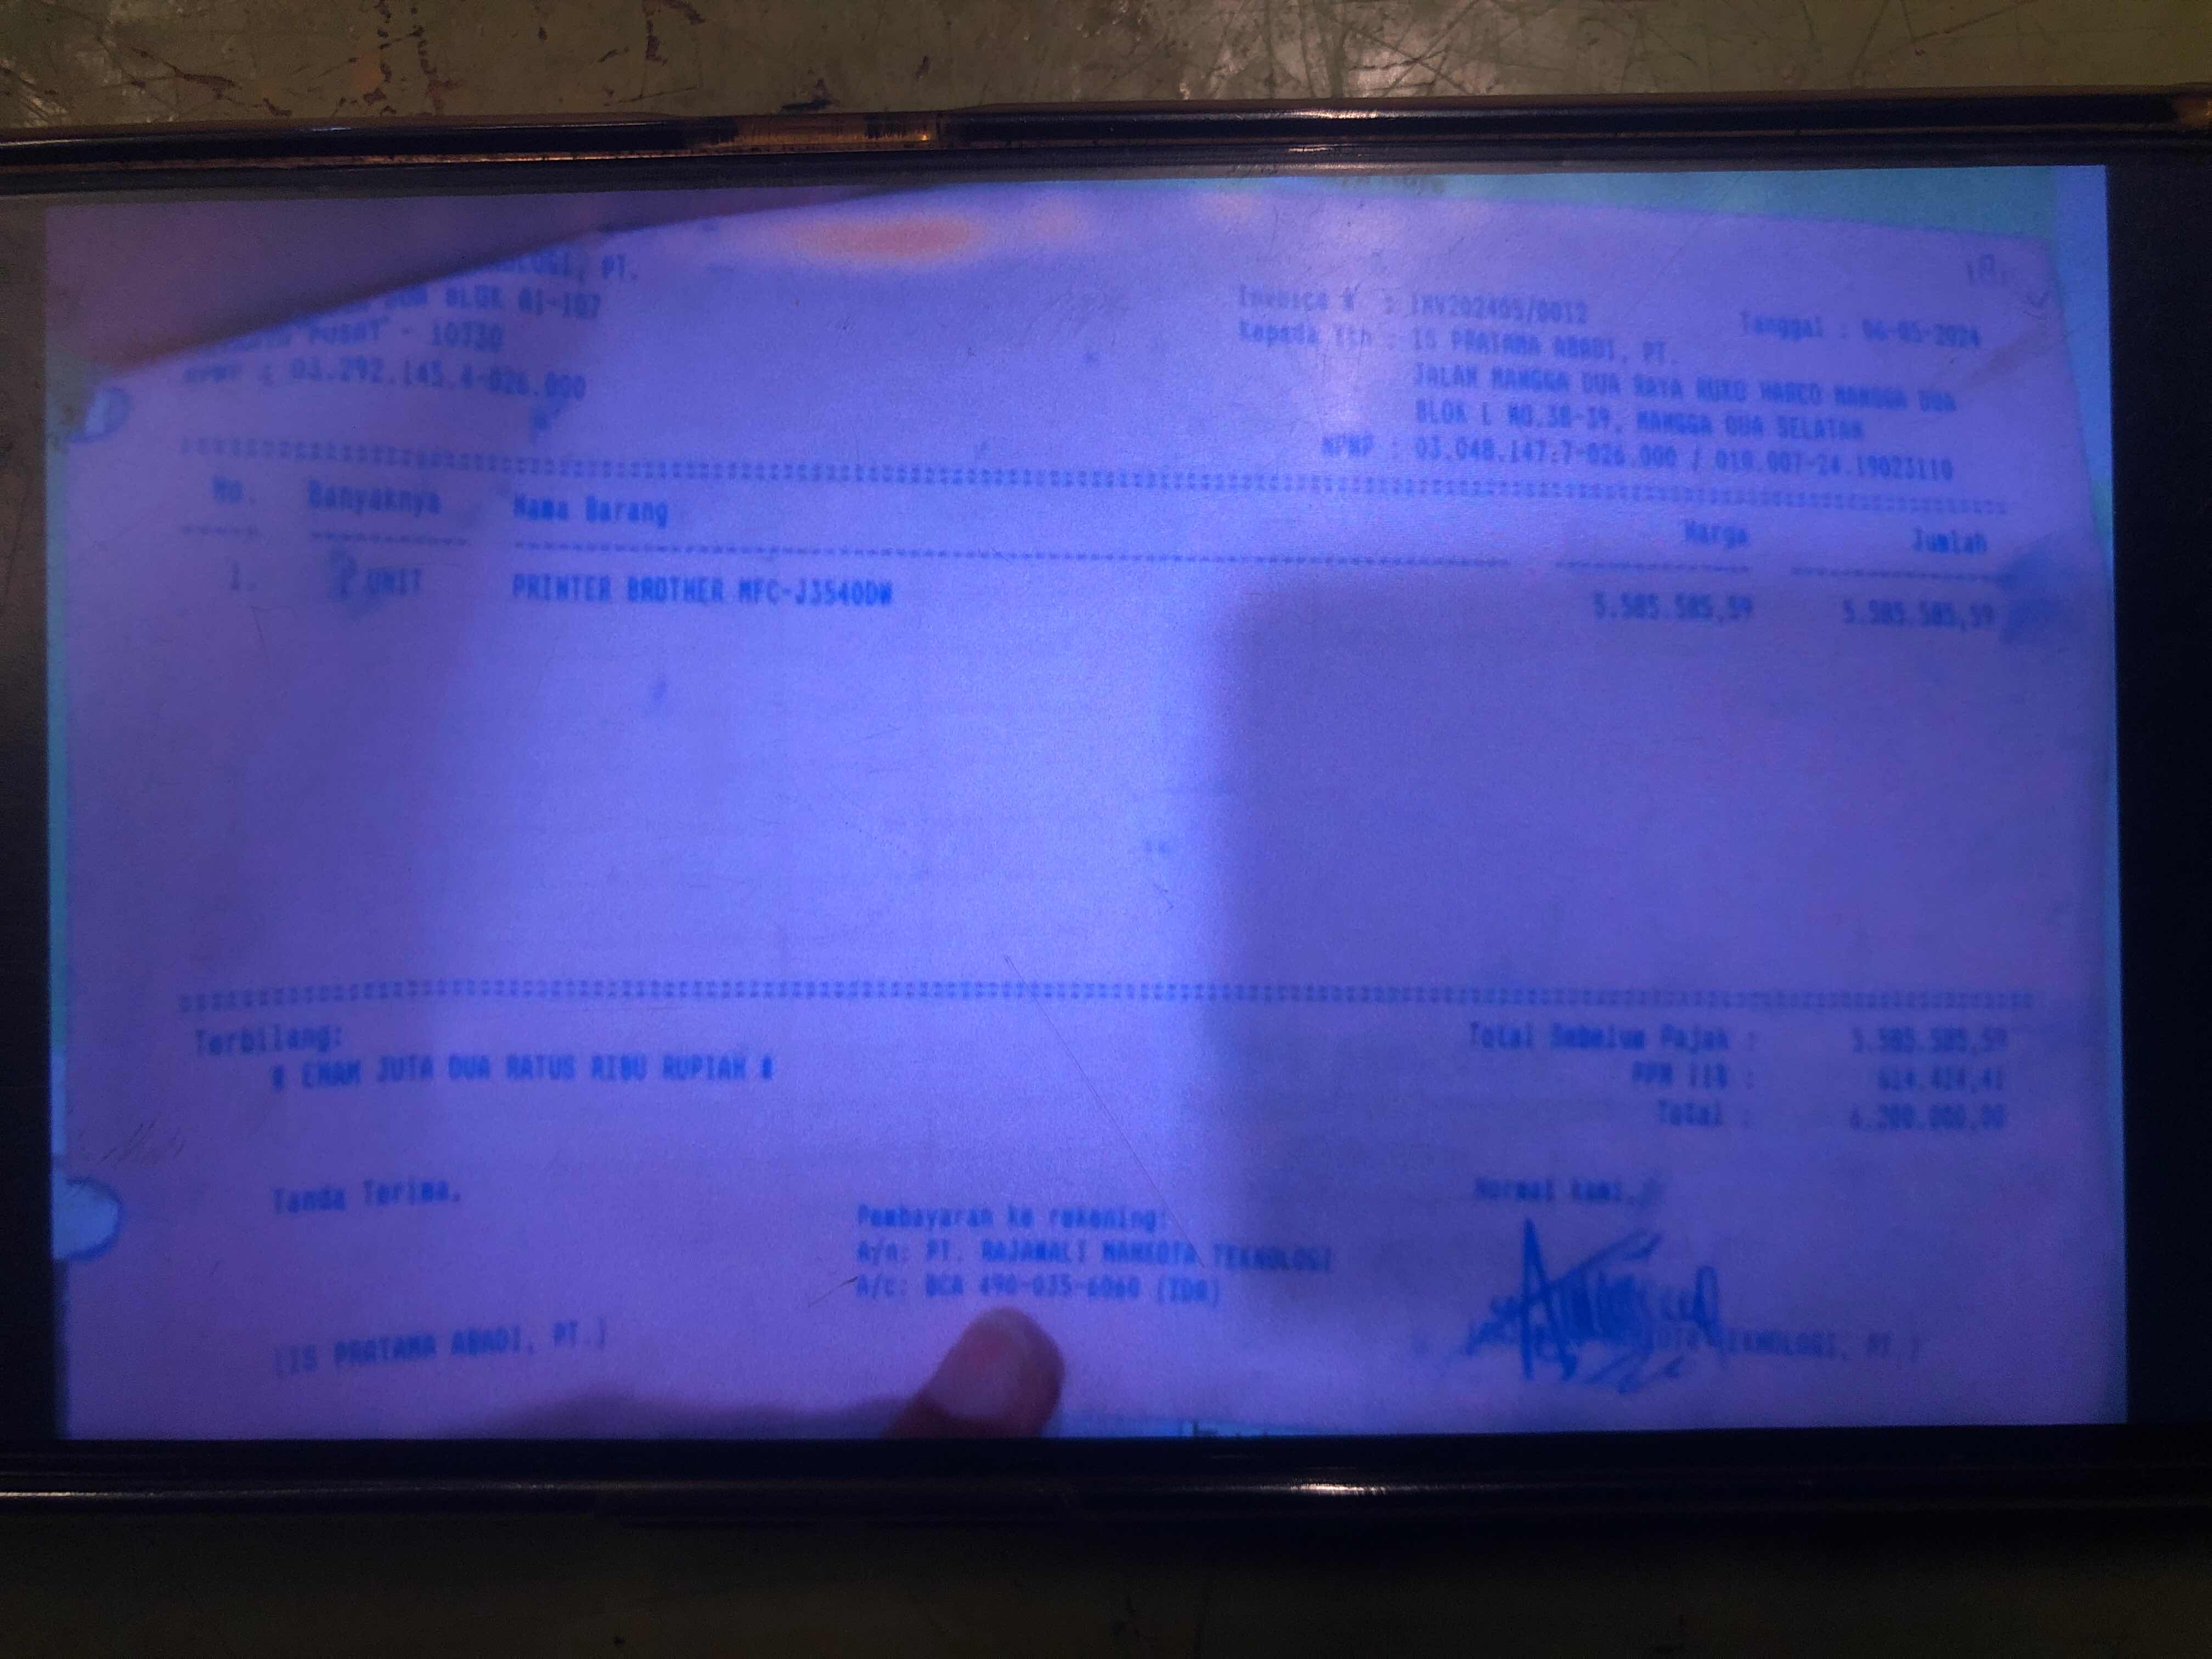 PT.
BLOK
PUSAT - 10730
NPWP : 03.292.145.4-026.000
Invoice # : INV202405/0012
Tanggal : 06-05-2024
Kepada Yth : IS PRATAMA ABADI, PT.
JALAN MANGGA DUA RAYA RUKO HARCO MANGGA DUA
BLOK L NO.38-39, MANGGA DUA SELATAN
NPWP : 03.048.147.7-026.000 / 010.007-24.19023110
No. Banyaknya Nama Barang Harga Jumlah
1. UNIT PRINTER BROTHER MFC-J3540DW 5.585.585,59 5.585.585,59
Terbilang:
# ENAM JUTA DUA RATUS RIBU RUPIAH #
Total Sebelum Pajak : 5.585.585,59
PPN 11% : 614.414,41
Total : 6.200.000,00
Tanda Terima,
Hormat kami,
Pembayaran ke rekening:
A/n: PT. RAJAWALI MAHKOTA TEKNOLOGI
A/c: BCA 490-035-6060 (IDR)
(IS PRATAMA ABADI, PT.)
TEKNOLOGI, PT.)